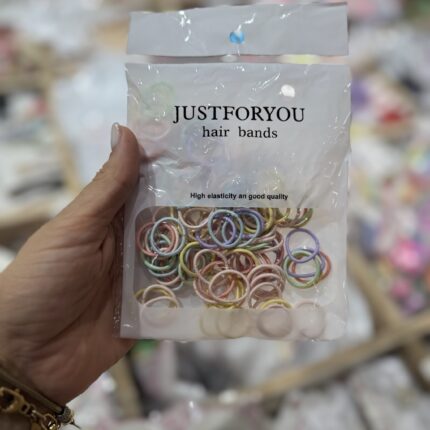 JUSTFORYOU
hair bands
High elasticity an good quality